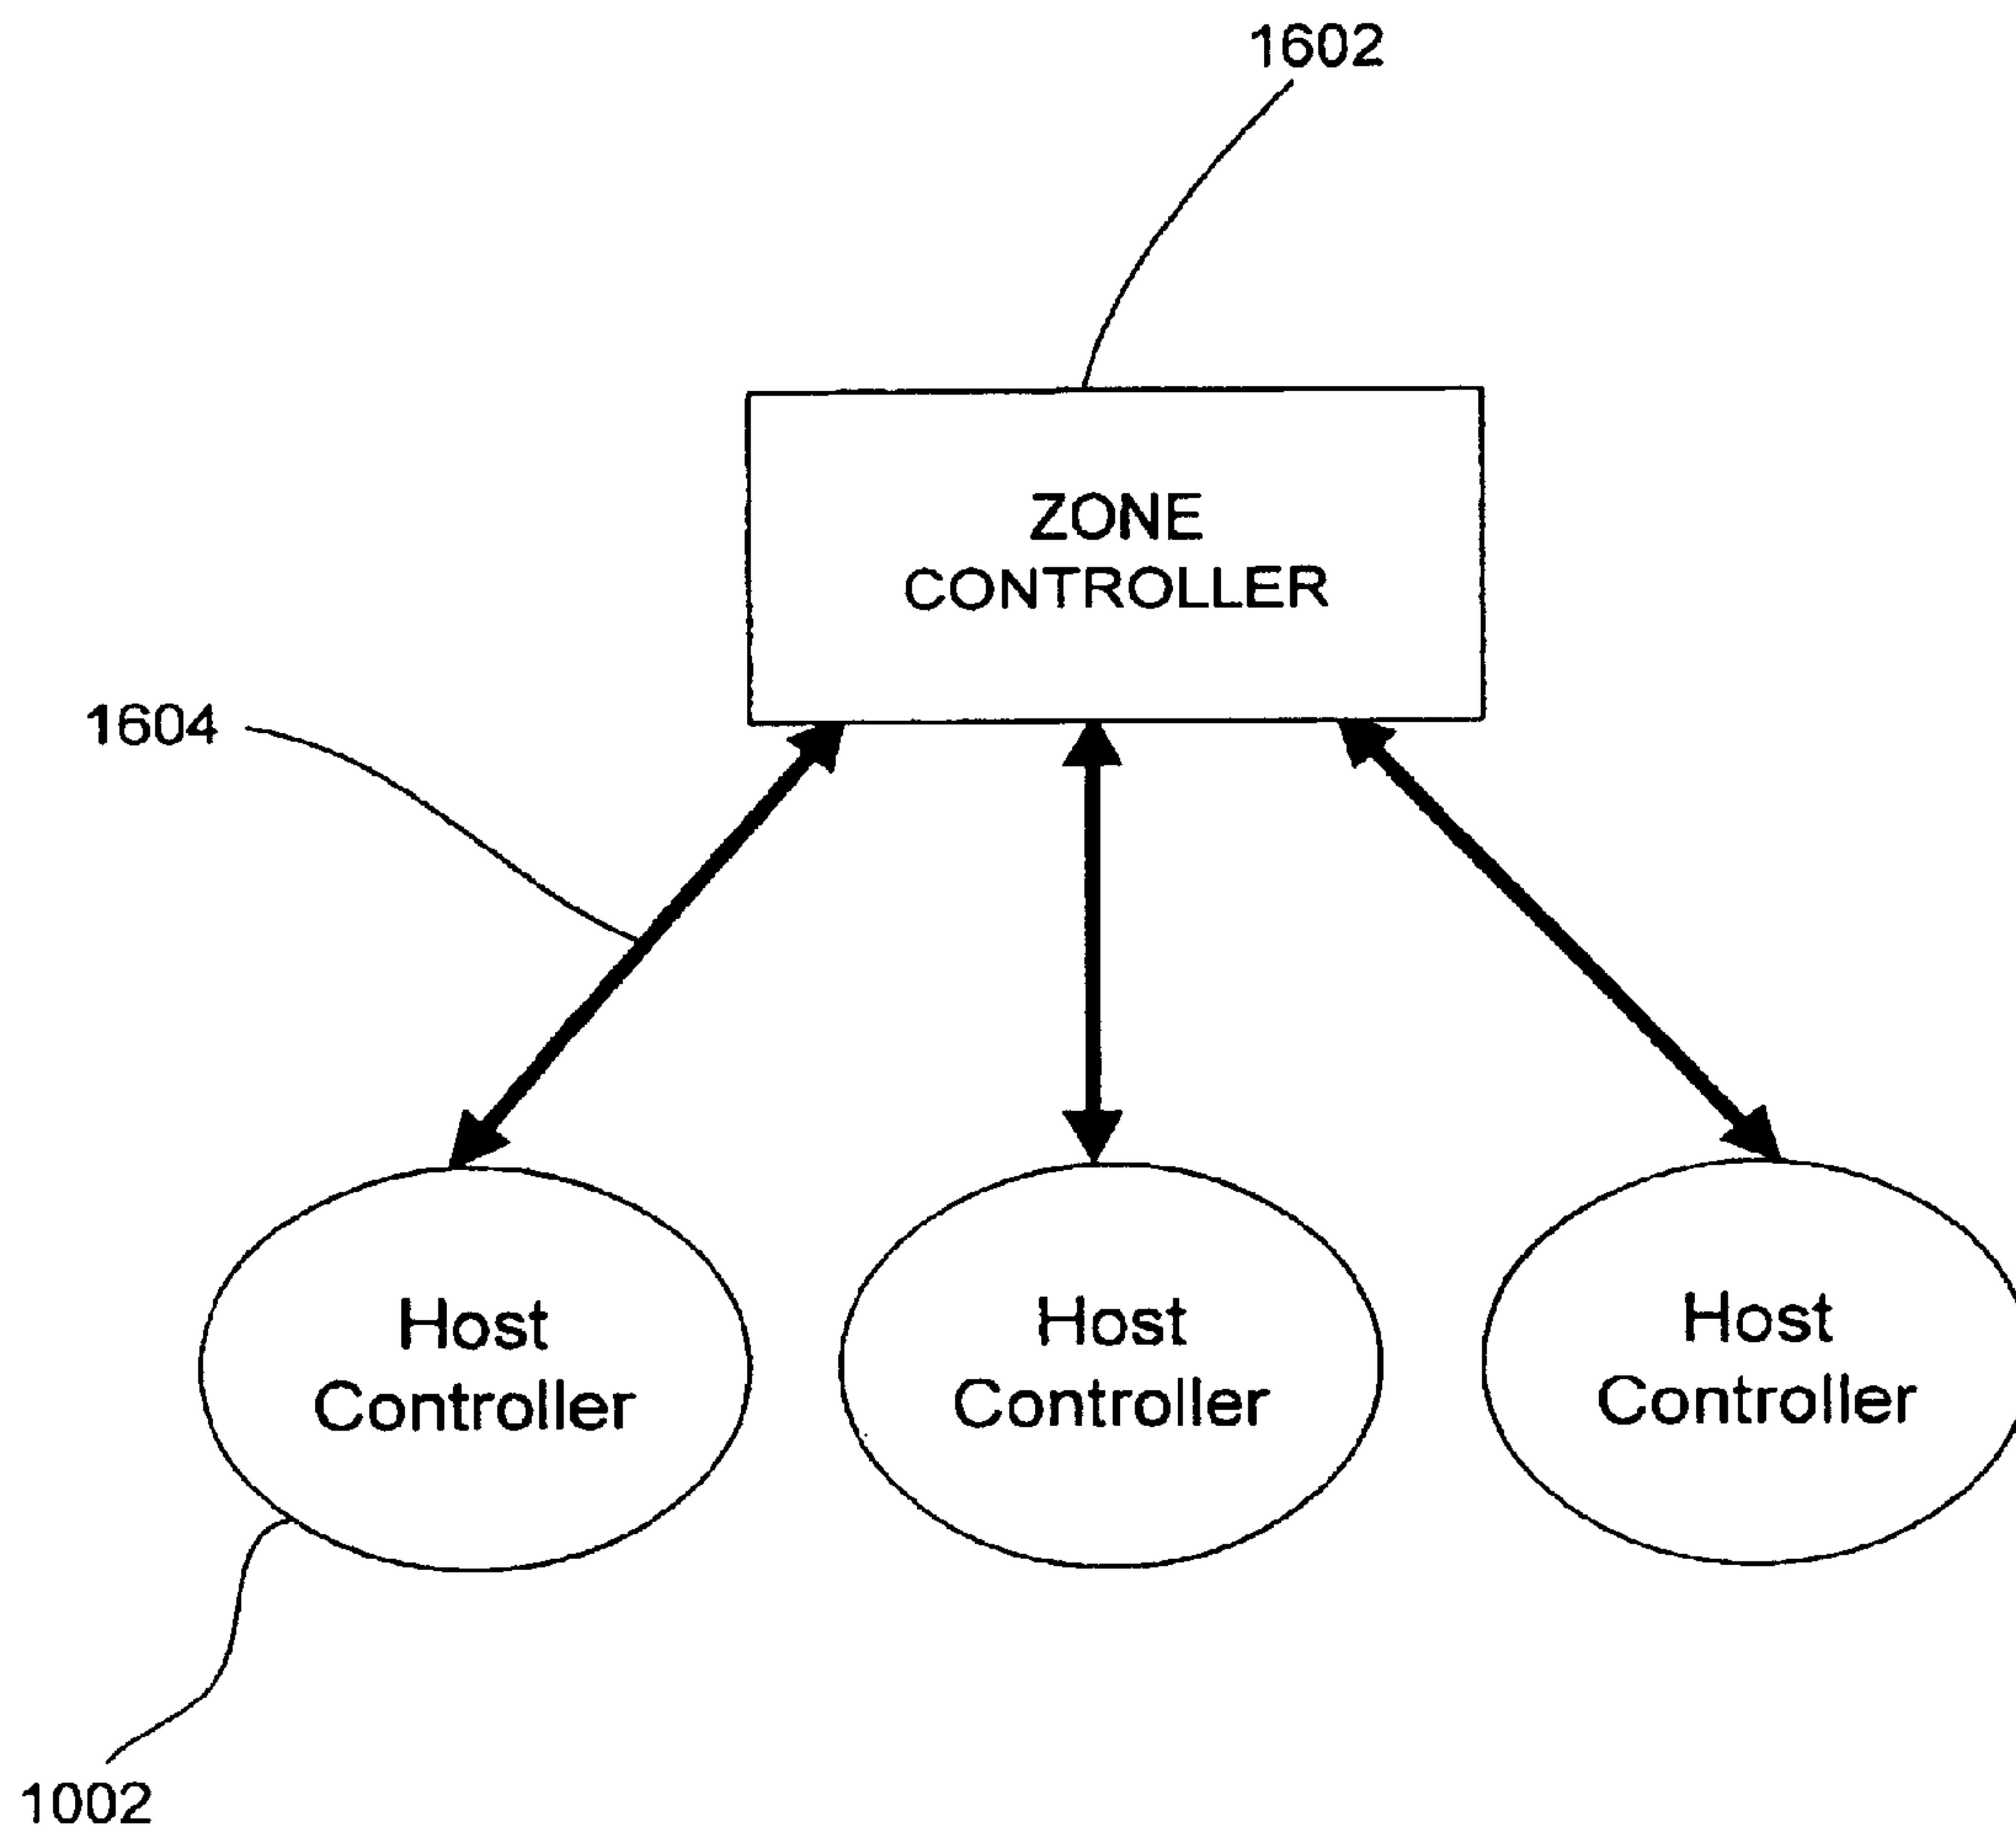 1602
ZONE
CONTROLLER
1604
Host
Controller
Host
Controller
Host
Controller
1002